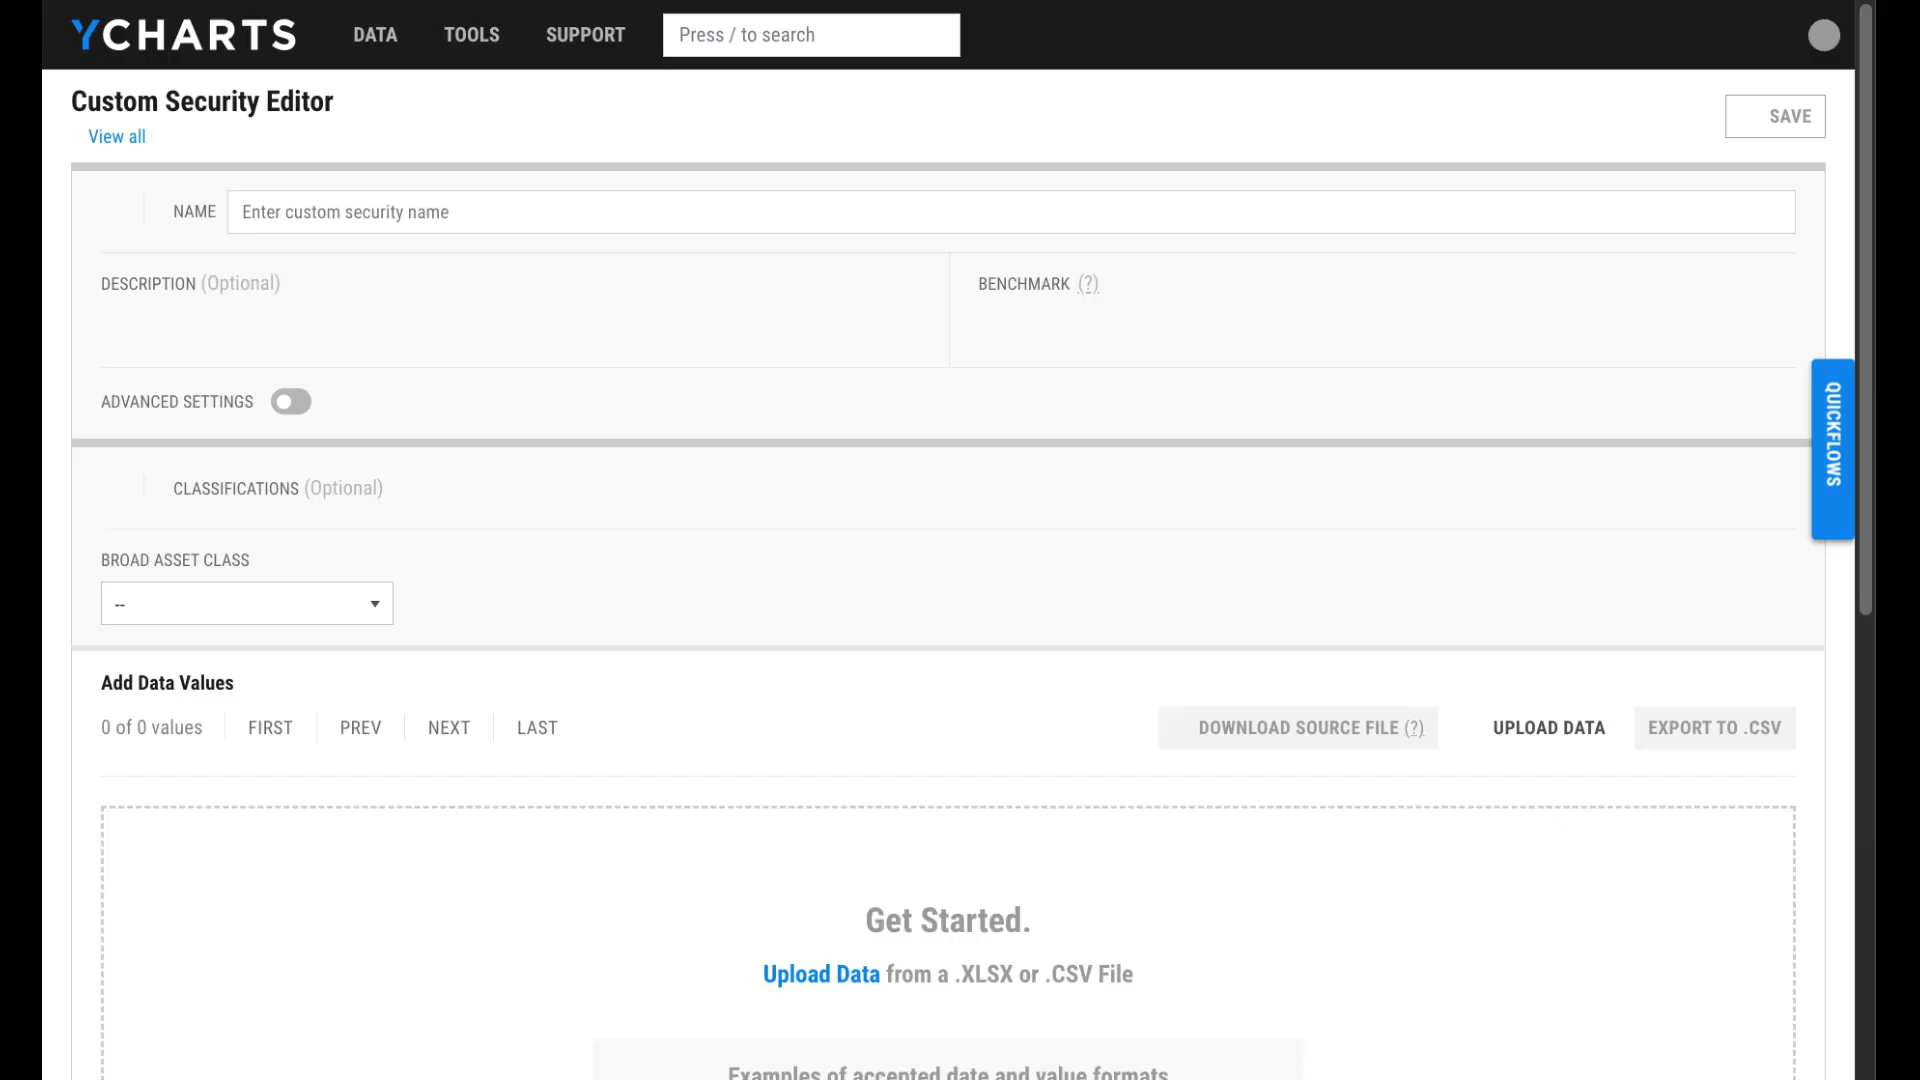 YCHARTS DATA TOOLS SUPPORT Press / to search
Custom Security Editor
View all
SAVE
NAME Enter custom security name
DESCRIPTION (Optional)
BENCHMARK (?)
ADVANCED SETTINGS
QUICKFLOWS
CLASSIFICATIONS (Optional)
BROAD ASSET CLASS
--
Add Data Values
0 of 0 values FIRST PREV NEXT LAST DOWNLOAD SOURCE FILE (?) UPLOAD DATA EXPORT TO .CSV
Get Started.
Upload Data from a .XLSX or .CSV File
Examples of accepted date and value formats